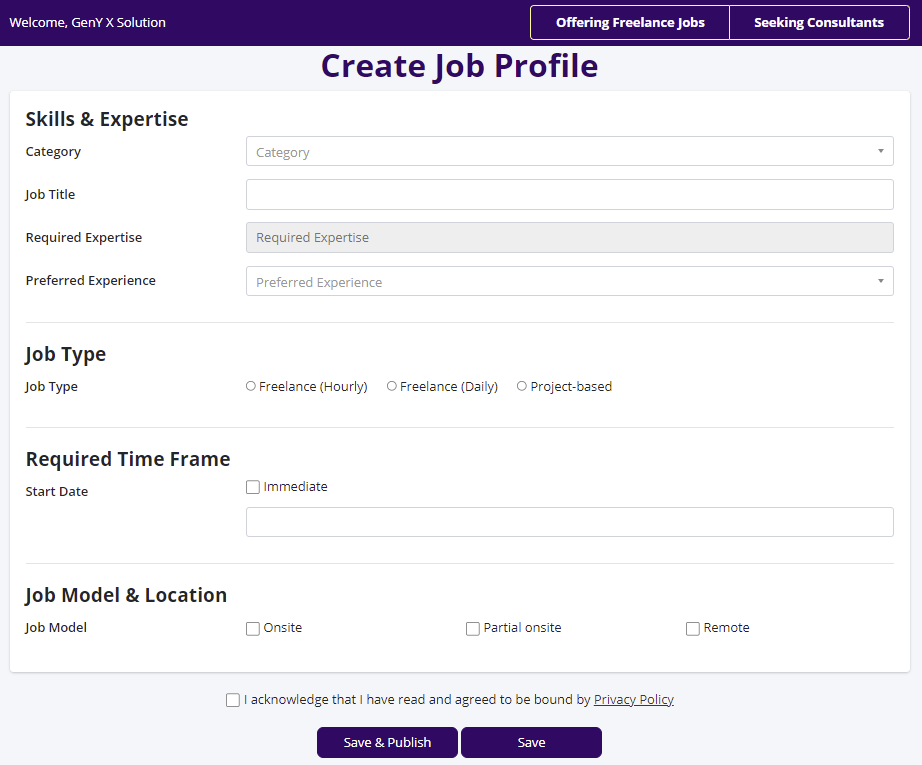 Welcome, GenY X Solution
Offering Freelance Jobs
Seeking Consultants
Create Job Profile
Skills & Expertise
Category
Category
Job Title
Required Expertise
Required Expertise
Preferred Experience
Preferred Experience
Job Type
Job Type
Freelance (Hourly)
Freelance (Daily)
Project-based
Required Time Frame
Start Date
Immediate
Job Model & Location
Job Model
Onsite
Partial onsite
Remote
I acknowledge that I have read and agreed to be bound by Privacy Policy
Save & Publish
Save